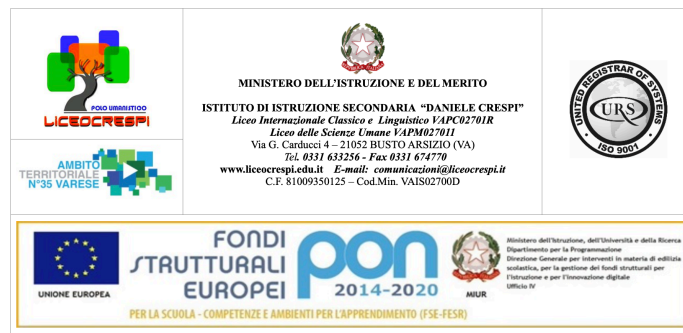 POLO UMANISTICO
LICEOCRESPI
AMBITO
TERRITORIALE
N°35 VARESE
MINISTERO DELL'ISTRUZIONE E DEL MERITO
ISTITUTO DI ISTRUZIONE SECONDARIA “DANIELE CRESPI”
Liceo Internazionale Classico e Linguistico VAPC02701R
Liceo delle Scienze Umane VAPM027011
Via G. Carducci 4 – 21052 BUSTO ARSIZIO (VA)
Tel. 0331 633256 - Fax 0331 674770
www.liceocrespi.edu.it E-mail: comunicazioni@liceocrespi.it
C.F. 81009350125 – Cod.Min. VAIS02700D
UNITED REGISTRAR OF SYSTEMS
URS
ISO 9001
UNIONE EUROPEA
FONDI
STRUTTURALI
EUROPEI
pon
2014-2020
MIUR
Ministero dell'Istruzione, dell'Università e della Ricerca
Dipartimento per la Programmazione
Direzione Generale per interventi in materia di edilizia
scolastica, per la gestione dei fondi strutturali per
l'istruzione e per l'innovazione digitale
Ufficio IV
PER LA SCUOLA - COMPETENZE E AMBIENTI PER L'APPRENDIMENTO (FSE-FESR)